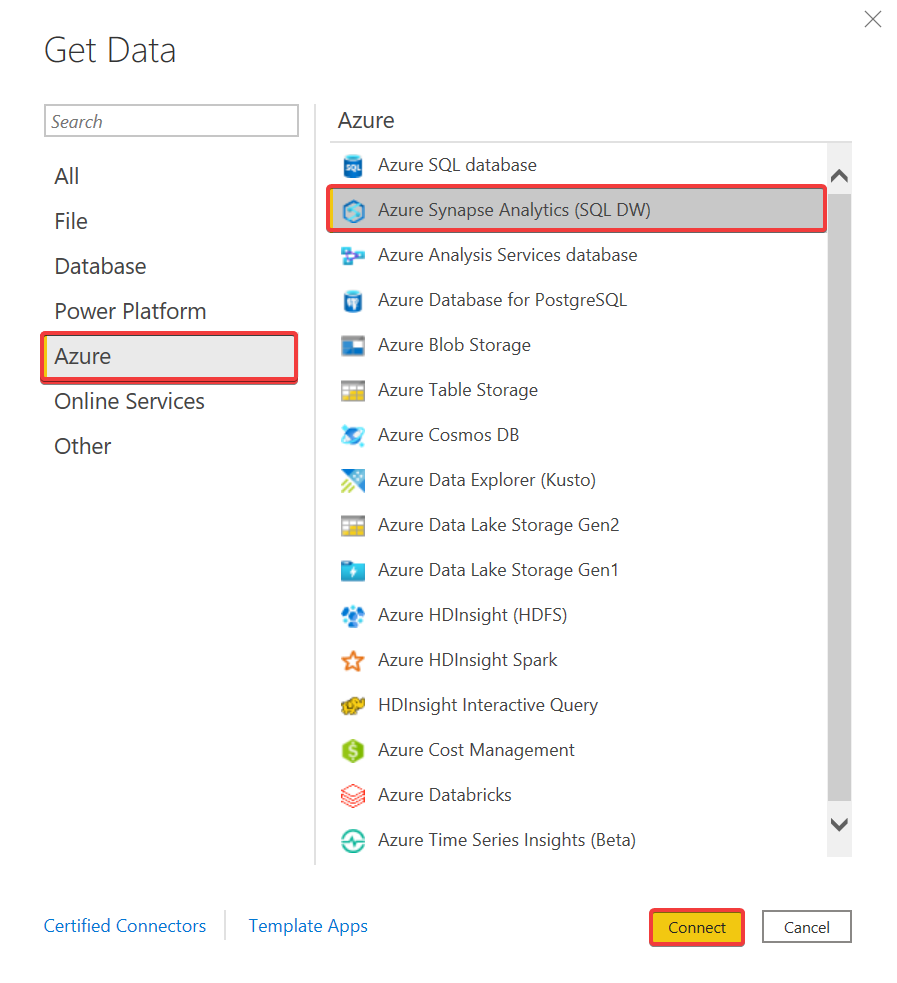 Get Data
Search
All
File
Database
Power Platform
Azure
Online Services
Other
Azure
SQL
Azure SQL database
Azure Synapse Analytics (SQL DW)
Azure Analysis Services database
Azure Database for PostgreSQL
Azure Blob Storage
Azure Table Storage
Azure Cosmos DB
Azure Data Explorer (Kusto)
Azure Data Lake Storage Gen2
Azure Data Lake Storage Gen1
Azure HDInsight (HDFS)
Azure HDInsight Spark
HDInsight Interactive Query
$
Azure Cost Management
Azure Databricks
Azure Time Series Insights (Beta)
Certified Connectors
Template Apps
Connect
Cancel